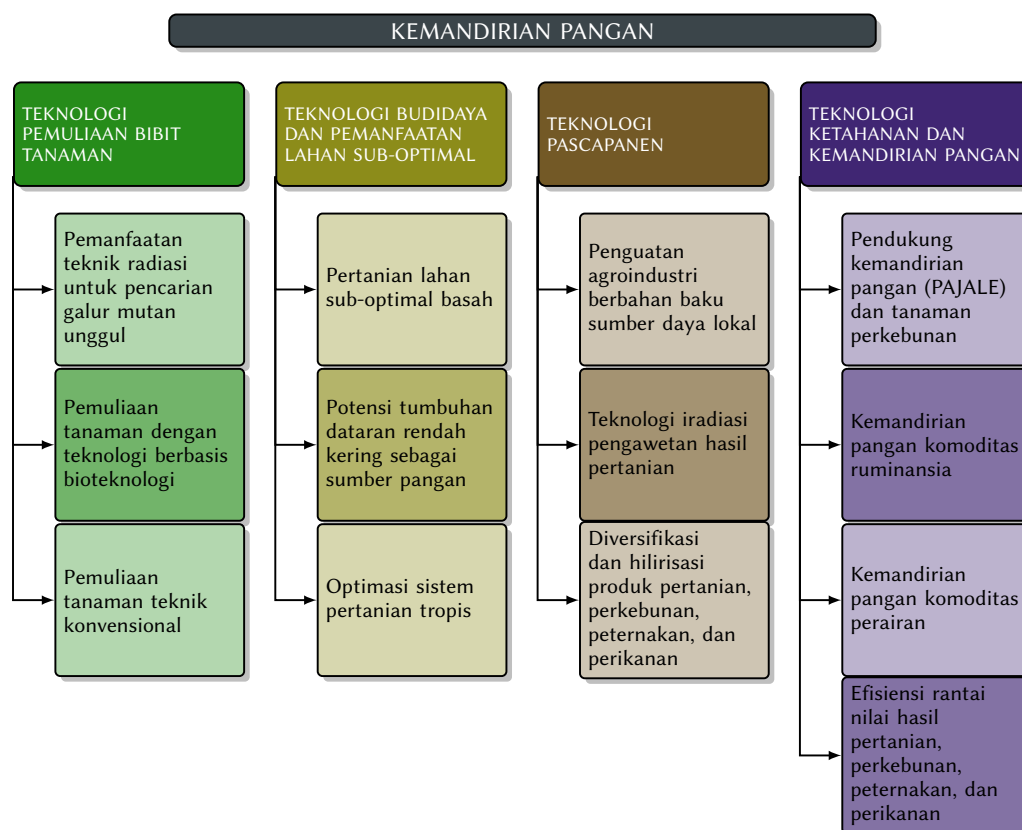 KEMANDIRIAN PANGAN
TEKNOLOGI
PEMULIAAN BIBIT
TANAMAN
Pemanfaatan
teknik radiasi
untuk pencarian
galur mutan
unggul
Pemuliaan
tanaman dengan
teknologi berbasis
bioteknologi
Pemuliaan
tanaman teknik
konvensional
TEKNOLOGI BUDIDAYA
DAN PEMANFAATAN
LAHAN SUB-OPTIMAL
Pertanian lahan
sub-optimal basah
Potensi tumbuhan
dataran rendah
kering sebagai
sumber pangan
Optimasi sistem
pertanian tropis
TEKNOLOGI
PASCAPANEN
Penguatan
agroindustri
berbahan baku
sumber daya lokal
Teknologi iradiasi
pengawetan hasil
pertanian
Diversifikasi
dan hilirisasi
produk pertanian,
perkebunan,
peternakan, dan
perikanan
TEKNOLOGI
KETAHANAN DAN
KEMANDIRIAN PANGAN
Pendukung
kemandirian
pangan (PAJALE)
dan tanaman
perkebunan
Kemandirian
pangan komoditas
ruminansia
Kemandirian
pangan komoditas
perairan
Efisiensi rantai
nilai hasil
pertanian,
perkebunan,
peternakan, dan
perikanan